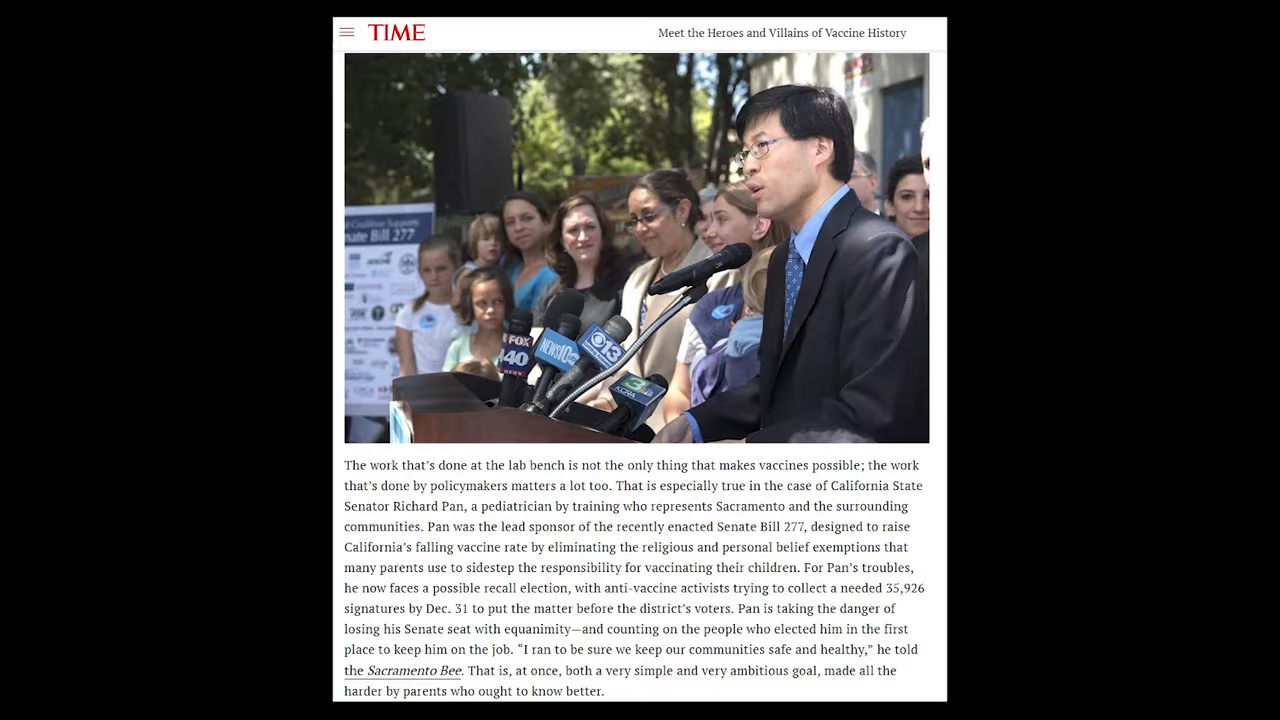 TIME
Meet the Heroes and Villains of Vaccine History
nate Bill 277
FOX
40
NEWS10
CBS 13
3
KCRA
The work that's done at the lab bench is not the only thing that makes vaccines possible; the work
that's done by policymakers matters a lot too. That is especially true in the case of California State
Senator Richard Pan, a pediatrician by training who represents Sacramento and the surrounding
communities. Pan was the lead sponsor of the recently enacted Senate Bill 277, designed to raise
California's falling vaccine rate by eliminating the religious and personal belief exemptions that
many parents use to sidestep the responsibility for vaccinating their children. For Pan's troubles,
he now faces a possible recall election, with anti-vaccine activists trying to collect a needed 35,926
signatures by Dec. 31 to put the matter before the district's voters. Pan is taking the danger of
losing his Senate seat with equanimity—and counting on the people who elected him in the first
place to keep him on the job. “I ran to be sure we keep our communities safe and healthy,” he told
the Sacramento Bee. That is, at once, both a very simple and very ambitious goal, made all the
harder by parents who ought to know better.